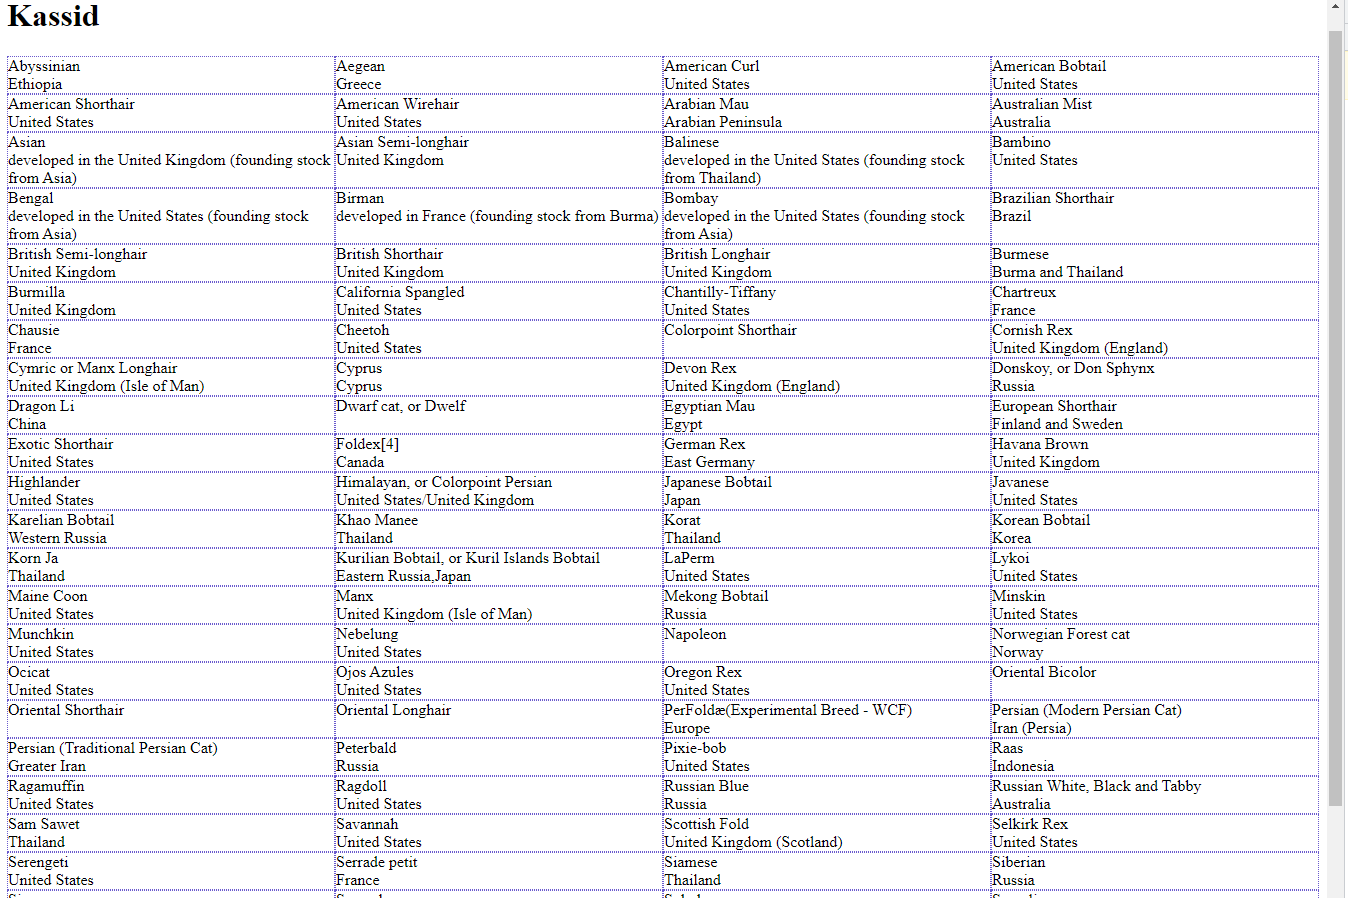 Kassid
Abyssinian
Ethiopia
Aegean
Greece
American Curl
United States
American Bobtail
United States
American Shorthair
United States
American Wirehair
United States
Arabian Mau
Arabian Peninsula
Australian Mist
Australia
Asian
developed in the United Kingdom (founding stock
from Asia)
Asian Semi-longhair
United Kingdom
Balinese
developed in the United States (founding stock
from Thailand)
Bambino
United States
Bengal
developed in the United States (founding stock
from Asia)
Birman
developed in France (founding stock from Burma)
Bombay
developed in the United States (founding stock
from Asia)
Brazilian Shorthair
Brazil
British Semi-longhair
United Kingdom
British Shorthair
United Kingdom
British Longhair
United Kingdom
Burmese
Burma and Thailand
Burmilla
United Kingdom
California Spangled
United States
Chantilly-Tiffany
United States
Chartreux
France
Chausie
France
Cheetoh
United States
Colorpoint Shorthair
Cornish Rex
United Kingdom (England)
Cymric or Manx Longhair
United Kingdom (Isle of Man)
Cyprus
Cyprus
Devon Rex
United Kingdom (England)
Donskoy, or Don Sphynx
Russia
Dragon Li
China
Dwarf cat, or Dwelf
Egyptian Mau
Egypt
European Shorthair
Finland and Sweden
Exotic Shorthair
United States
Foldex[4]
Canada
German Rex
East Germany
Havana Brown
United Kingdom
Highlander
United States
Himalayan, or Colorpoint Persian
United States/United Kingdom
Japanese Bobtail
Japan
Javanese
United States
Karelian Bobtail
Western Russia
Khao Manee
Thailand
Korat
Thailand
Korean Bobtail
Korea
Korn Ja
Thailand
Kurilian Bobtail, or Kuril Islands Bobtail
Eastern Russia,Japan
LaPerm
United States
Lykoi
United States
Maine Coon
United States
Manx
United Kingdom (Isle of Man)
Mekong Bobtail
Russia
Minskin
United States
Munchkin
United States
Nebelung
United States
Napoleon
Norwegian Forest cat
Norway
Ocicat
United States
Ojos Azules
United States
Oregon Rex
United States
Oriental Bicolor
Oriental Shorthair
Oriental Longhair
PerFoldæ(Experimental Breed - WCF)
Europe
Persian (Modern Persian Cat)
Iran (Persia)
Persian (Traditional Persian Cat)
Greater Iran
Peterbald
Russia
Pixie-bob
United States
Raas
Indonesia
Ragamuffin
United States
Ragdoll
United States
Russian Blue
Russia
Russian White, Black and Tabby
Australia
Sam Sawet
Thailand
Savannah
United States
Scottish Fold
United Kingdom (Scotland)
Selkirk Rex
United States
Serengeti
United States
Serrade petit
France
Siamese
Thailand
Siberian
Russia